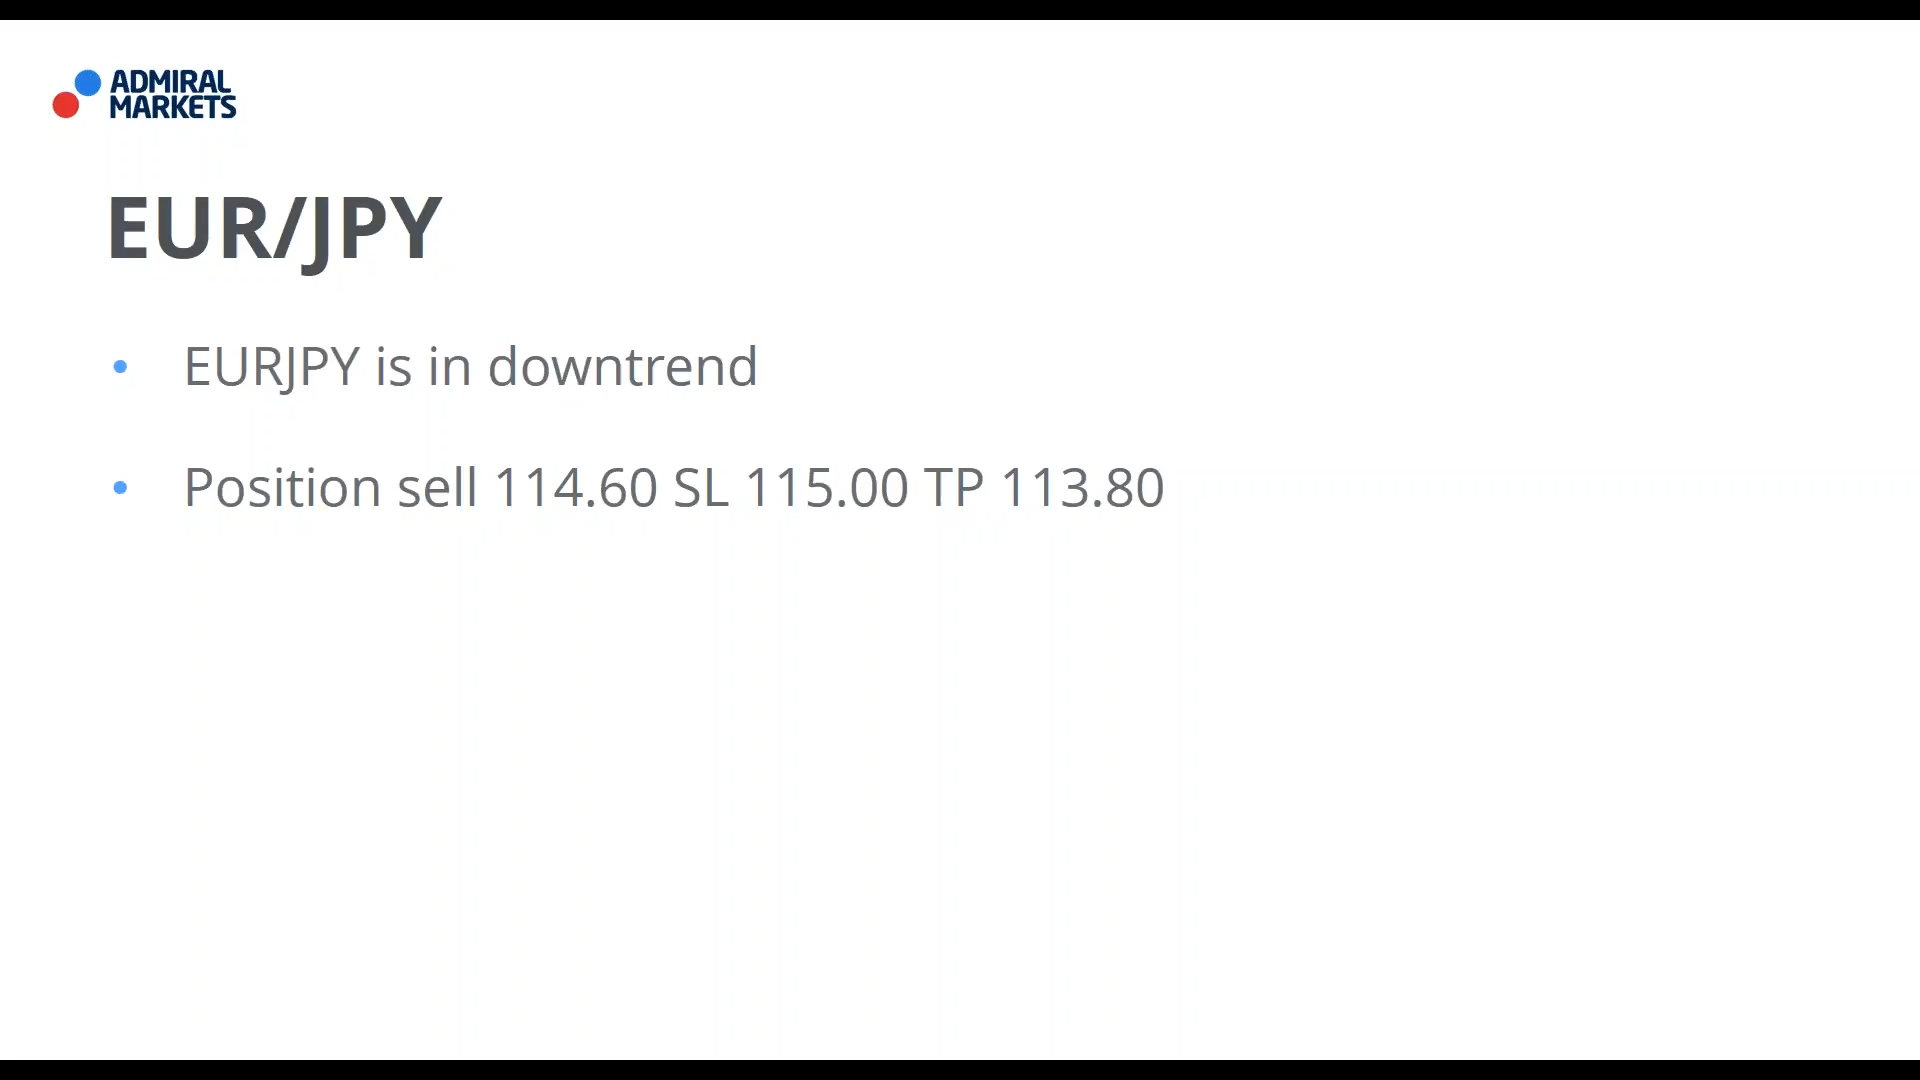 ADMIRAL
MARKETS
EUR/JPY
• EURJPY is in downtrend
• Position sell 114.60 SL 115.00 TP 113.80